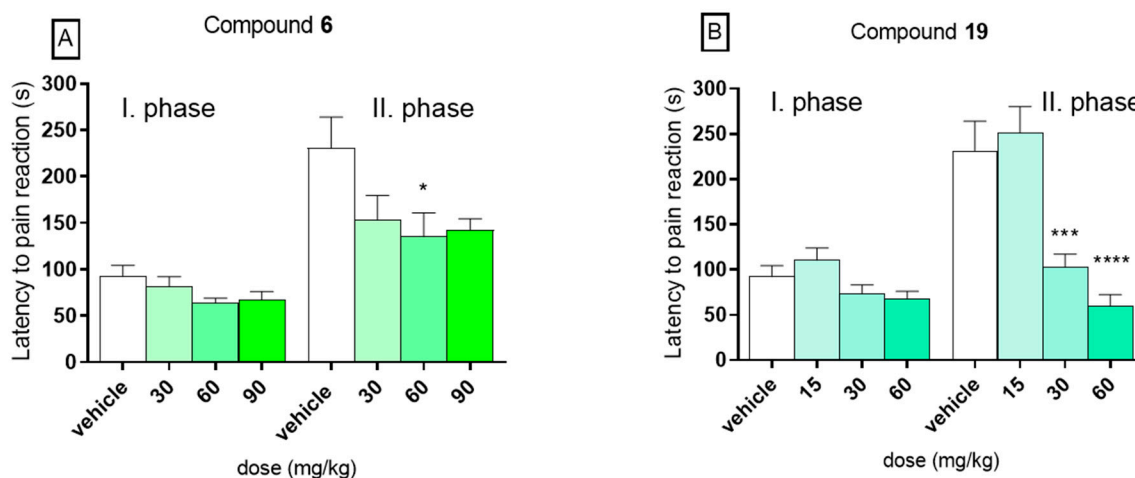 A
Compound 6
Latency to pain reaction (s)
300
250
200
150
100
50
0
I. phase
II. phase
*
vehicle
30
60
90
vehicle
30
60
90
dose (mg/kg)
B
Compound 19
Latency to pain reaction (s)
300
250
200
150
100
50
0
I. phase
II. phase
***
****
vehicle
15
30
60
vehicle
15
30
60
dose (mg/kg)